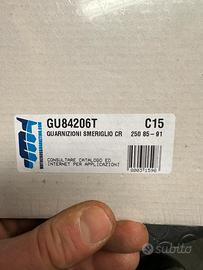 GU84206T C15
GUARNIZIONI SMERIGLIO CR 250 85-91
CONSULTARE CATALOGO ED
INTERNET PER APPLICAZIONI
subito